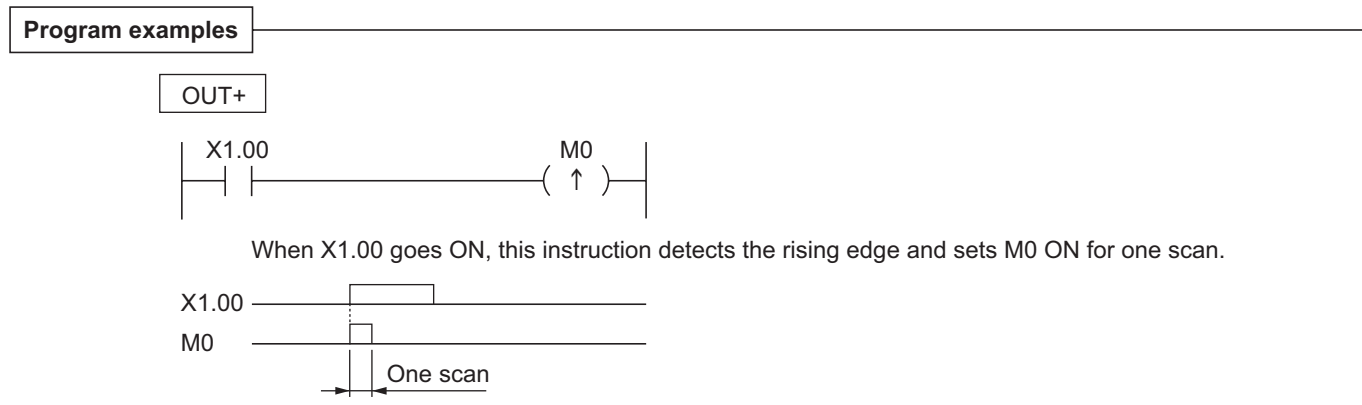 Program examples
OUT+
X1.00 M0
↑
When X1.00 goes ON, this instruction detects the rising edge and sets M0 ON for one scan.
X1.00
M0
One scan